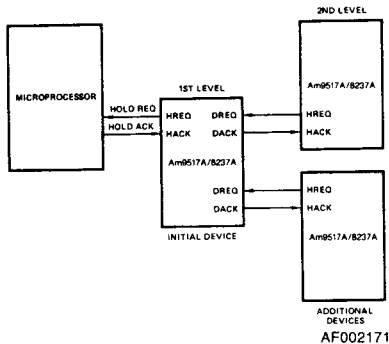 2ND LEVEL
1ST LEVEL
MICROPROCESSOR
HOLD REQ
HOLD ACK
HREQ
HACK
DREQ
DACK
Am9517A/8237A
DREQ
DACK
INITIAL DEVICE
Am9517A/8237A
HREQ
HACK
HREQ
HACK
Am9517A/8237A
ADDITIONAL
DEVICES
AF002171